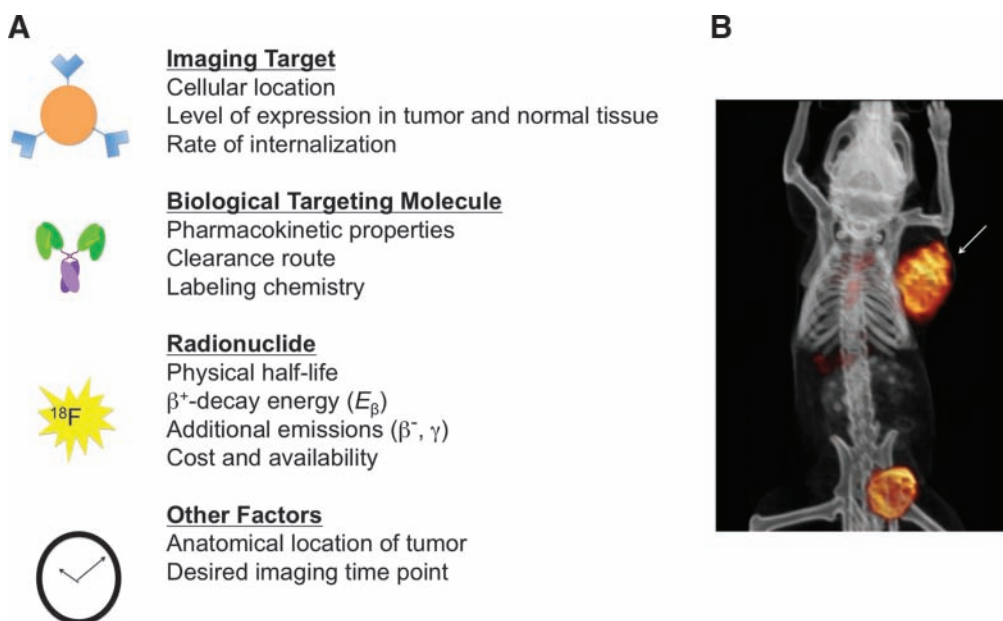 A
Imaging Target
Cellular location
Level of expression in tumor and normal tissue
Rate of internalization
Biological Targeting Molecule
Pharmacokinetic properties
Clearance route
Labeling chemistry
¹⁸F
Radionuclide
Physical half-life
β⁺-decay energy (E_β)
Additional emissions (β⁻, γ)
Cost and availability
Other Factors
Anatomical location of tumor
Desired imaging time point
B